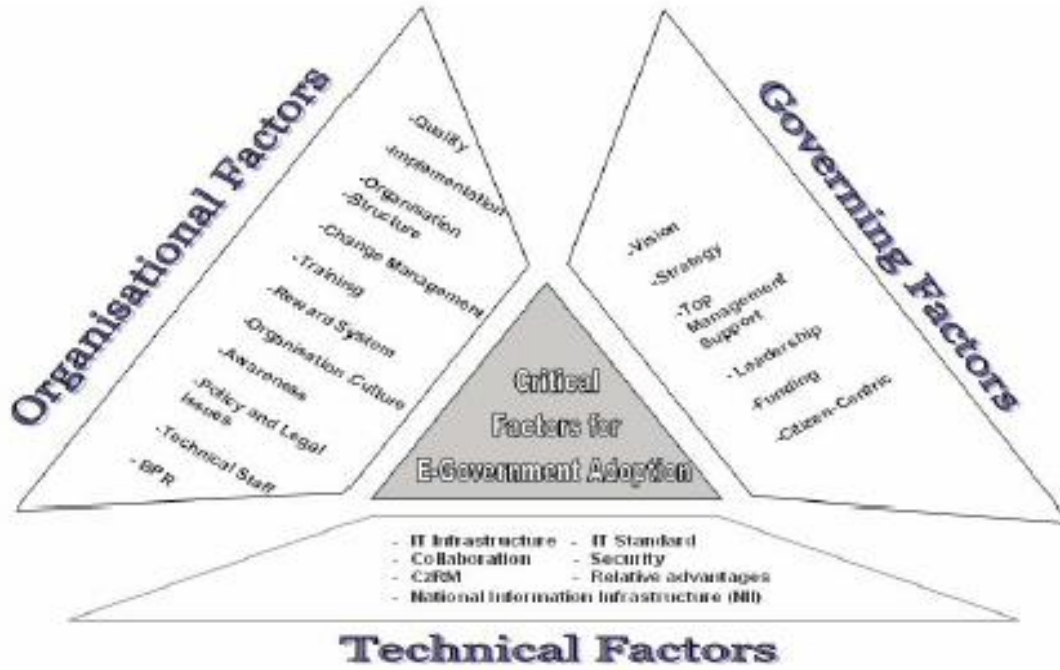 Organisational Factors
-Quality
-Implementation
-Organisation
-Structure
-Change Management
-Training
-Reward System
-Organisation Culture
-Awareness
-Policy and Legal
Issues
-Technical Staff
- BPR
Governing Factors
-Vision
-Strategy
-Top
Management
Support
-Leadership
-Funding
-Citizen-Centric
Critical
Factors for
E-Government Adoption
- IT Infrastructure - IT Standard
- Collaboration - Security
- CzRM - Relative advantages
- National Information Infrastructure (NII)
Technical Factors